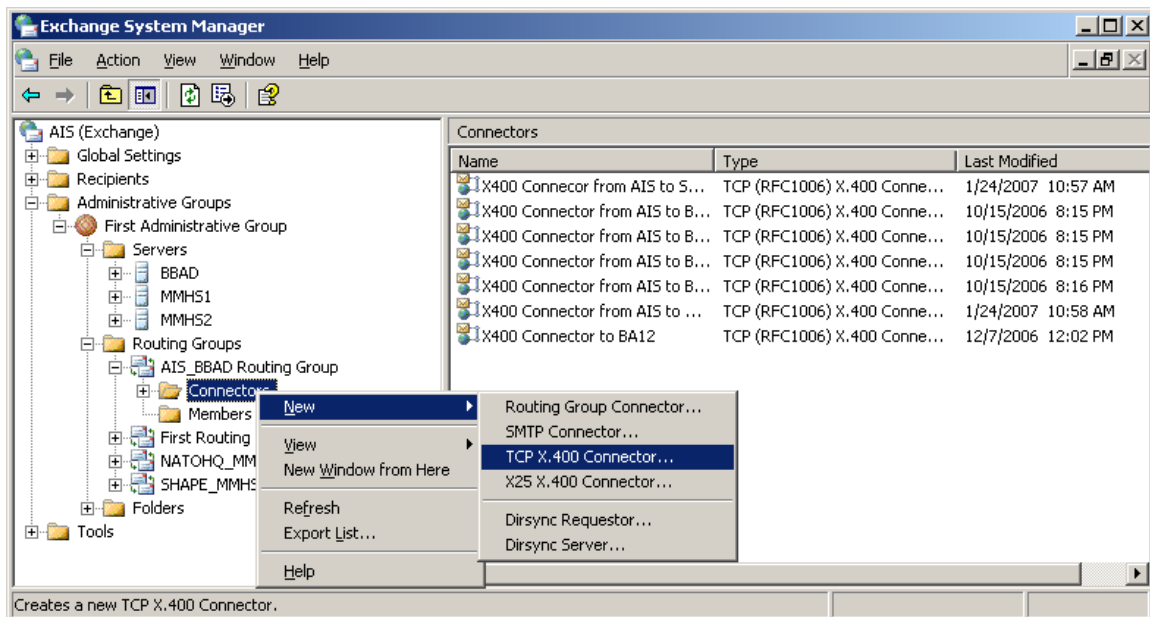 Exchange System Manager
File Action View Window Help
AIS (Exchange)
Global Settings
Recipients
Administrative Groups
First Administrative Group
Servers
BBAD
MMHS1
MMHS2
Routing Groups
AIS_BBAD Routing Group
Connectors
Members
First Routing
NATOHQ_MM
SHAPE_MMHS
Folders
Tools
Connectors
Name Type Last Modified
X400 Connecor from AIS to S... TCP (RFC1006) X.400 Conne... 1/24/2007 10:57 AM
X400 Connector from AIS to B... TCP (RFC1006) X.400 Conne... 10/15/2006 8:15 PM
X400 Connector from AIS to B... TCP (RFC1006) X.400 Conne... 10/15/2006 8:15 PM
X400 Connector from AIS to B... TCP (RFC1006) X.400 Conne... 10/15/2006 8:15 PM
X400 Connector from AIS to B... TCP (RFC1006) X.400 Conne... 10/15/2006 8:16 PM
X400 Connector from AIS to ... TCP (RFC1006) X.400 Conne... 1/24/2007 10:58 AM
X400 Connector to BA12 TCP (RFC1006) X.400 Conne... 12/7/2006 12:02 PM
New
View
New Window from Here
Refresh
Export List...
Help
Routing Group Connector...
SMTP Connector...
TCP X.400 Connector...
X25 X.400 Connector...
Dirsync Requestor...
Dirsync Server...
Creates a new TCP X.400 Connector.